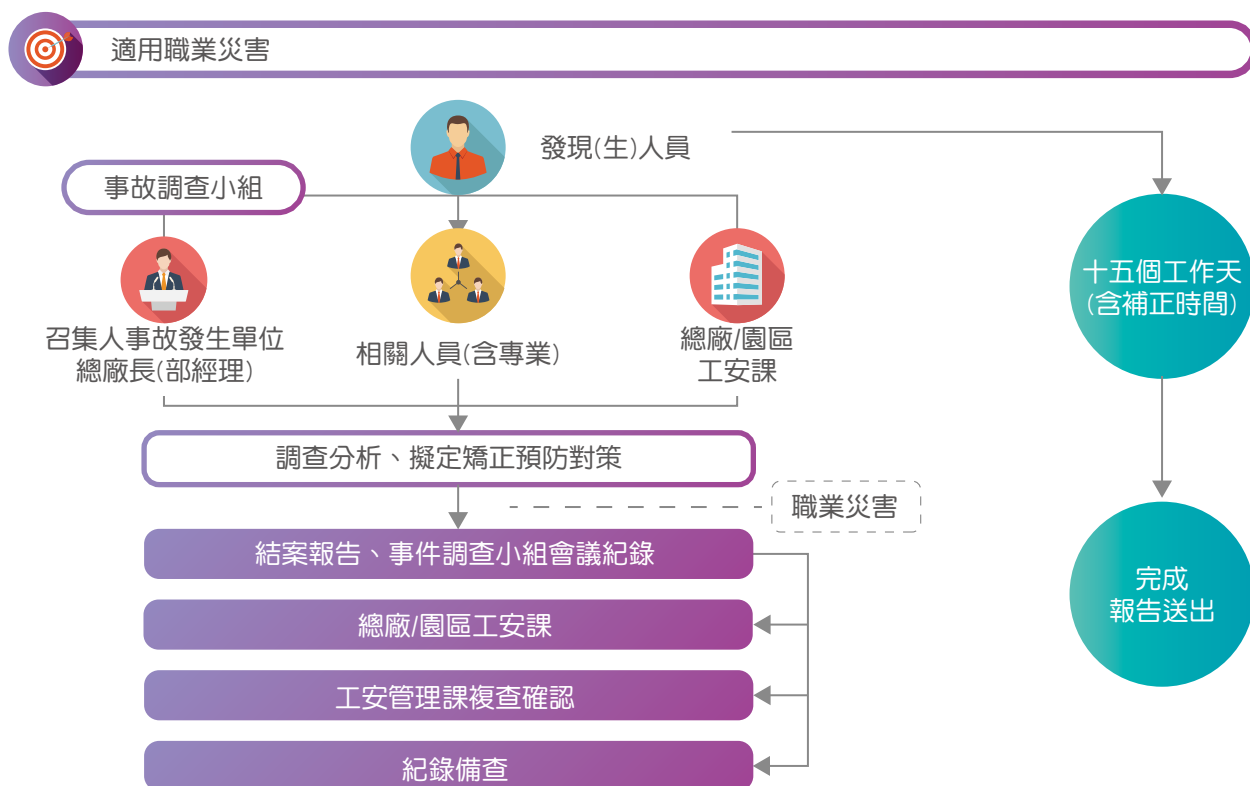 適用職業災害
發現(生)人員
事故調查小組
召集人事故發生單位
總廠長(部經理)
相關人員(含專業)
總廠/園區
工安課
十五個工作天
(含補正時間)
調查分析、擬定矯正預防對策
職業災害
結案報告、事件調查小組會議紀錄
總廠/園區工安課
工安管理課複查確認
紀錄備查
完成
報告送出